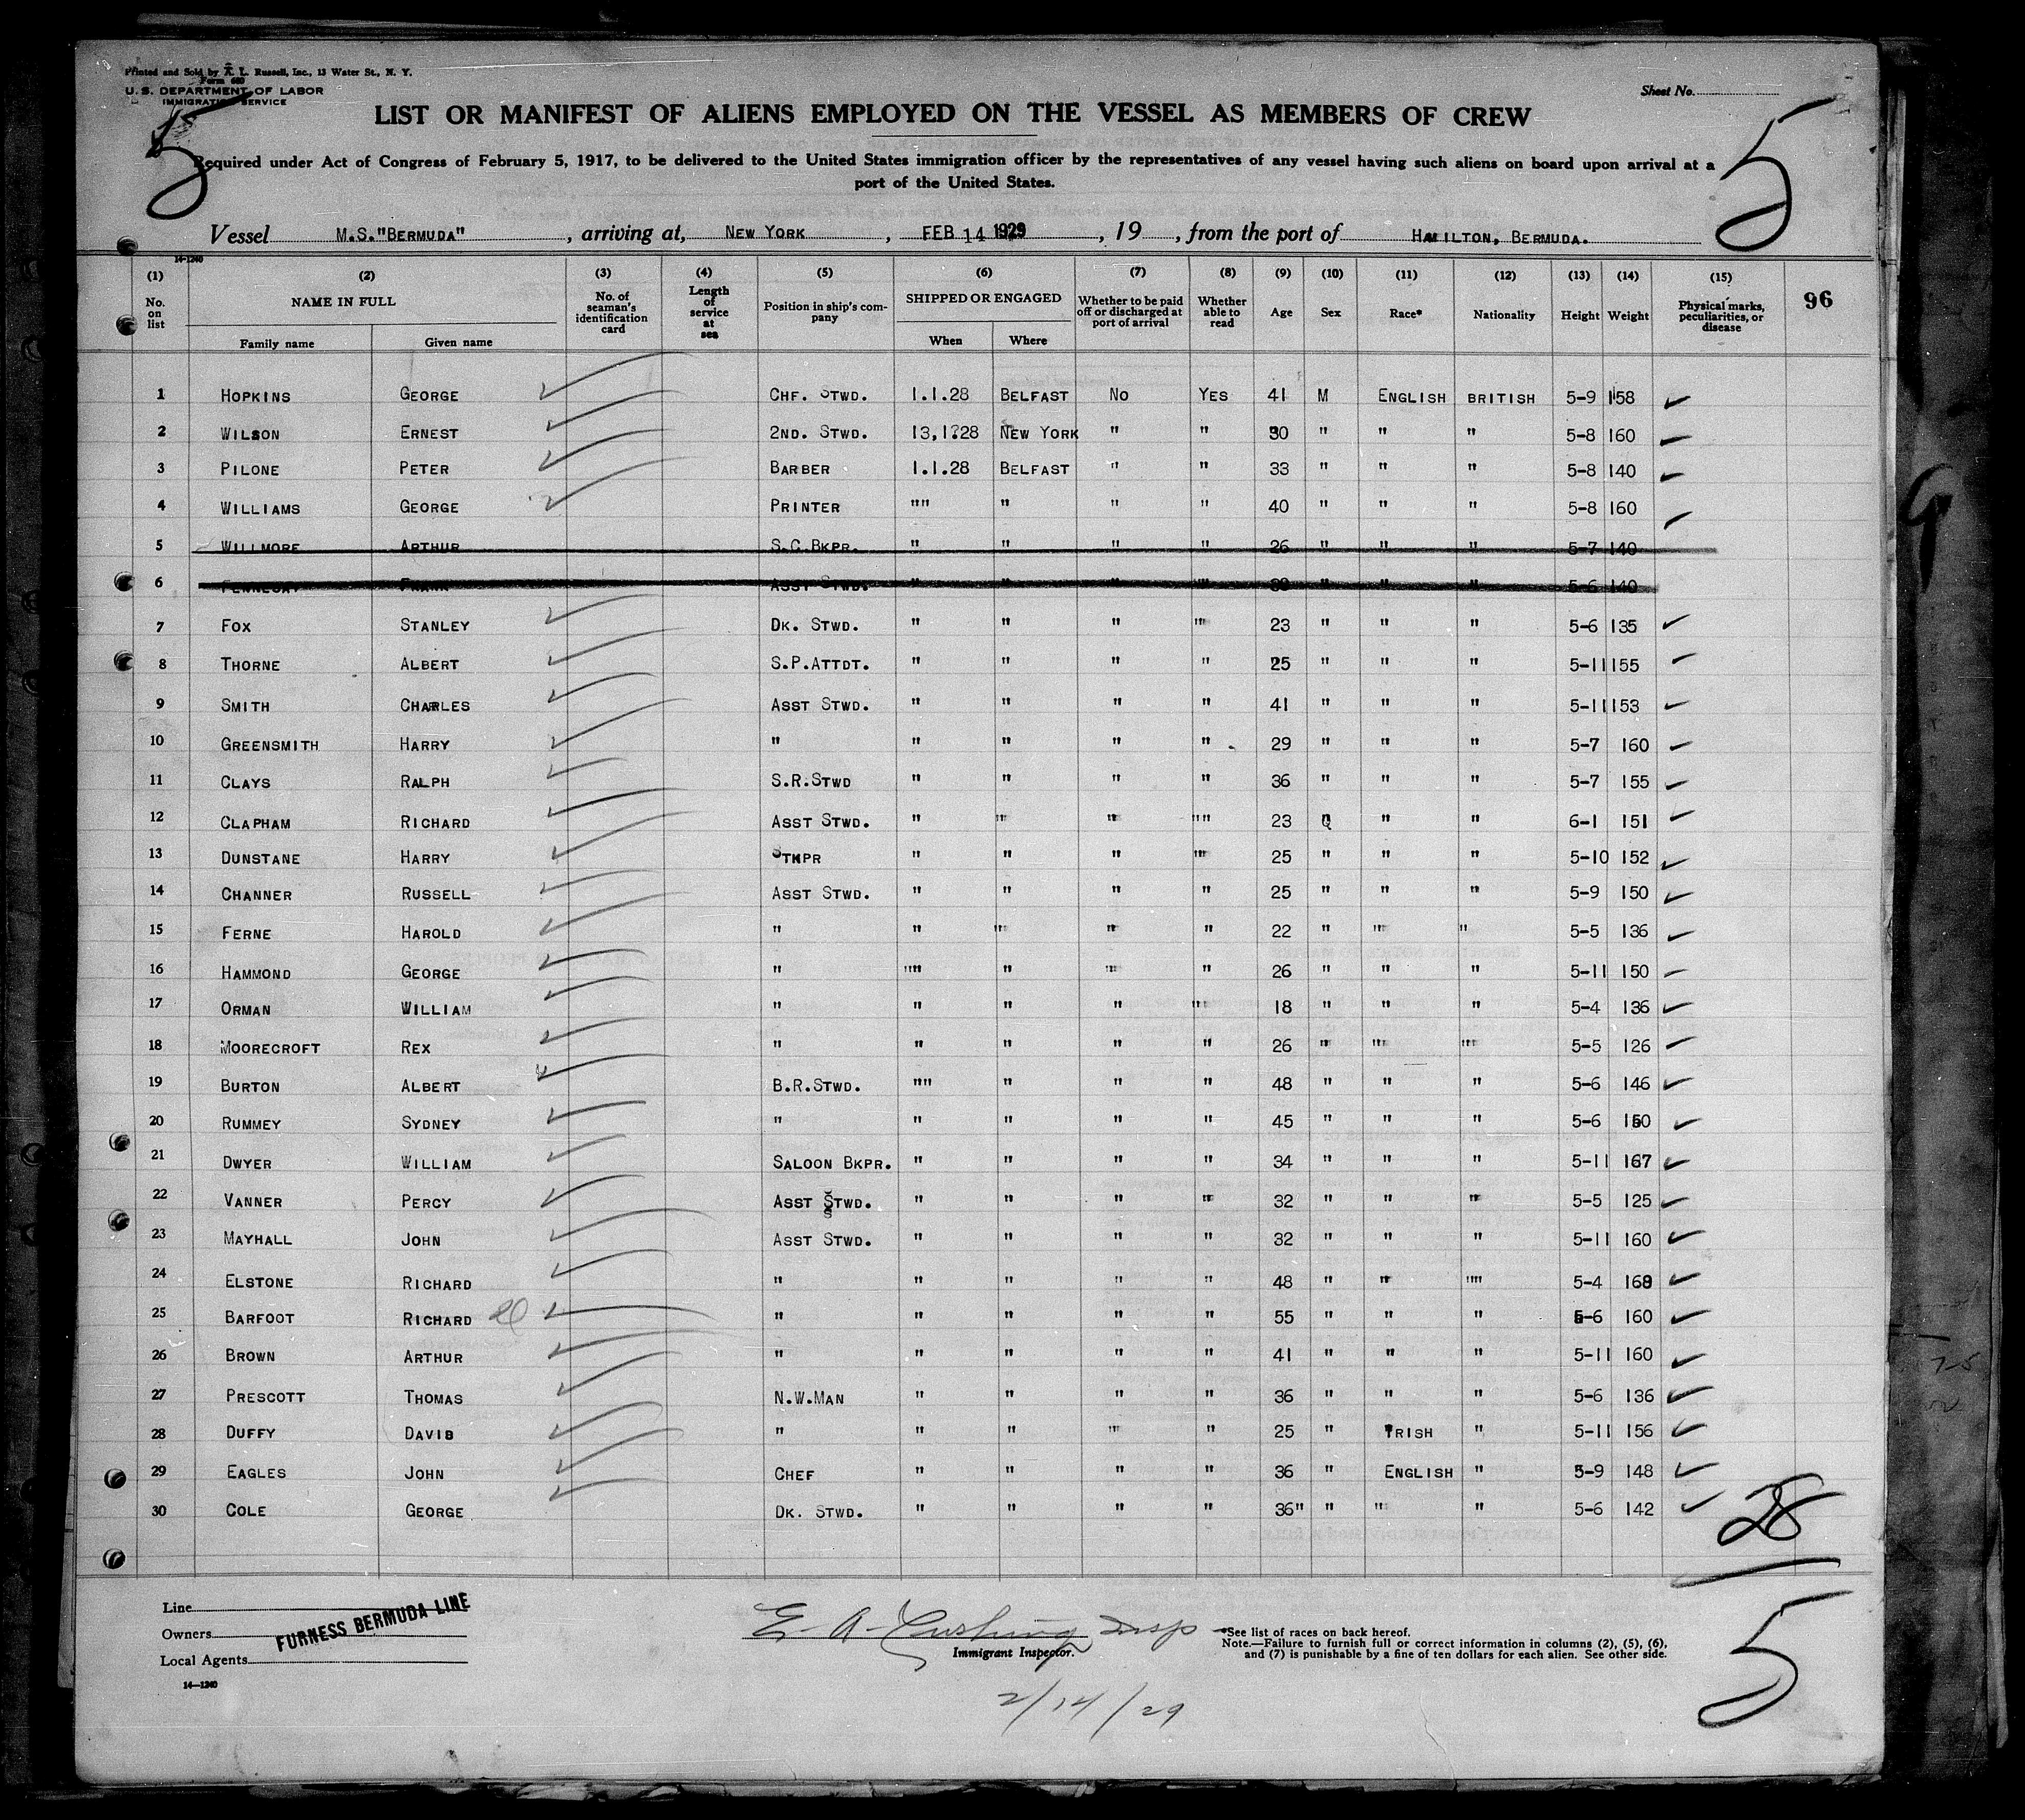 Printed and Sold by A. L. Russell, Inc., 13 Water St., N. Y.
Form 680
U. S. DEPARTMENT OF LABOR
IMMIGRATION SERVICE
Sheet No.
5 5
LIST OR MANIFEST OF ALIENS EMPLOYED ON THE VESSEL AS MEMBERS OF CREW
Required under Act of Congress of February 5, 1917, to be delivered to the United States immigration officer by the representatives of any vessel having such aliens on board upon arrival at a
port of the United States.
Vessel M.S."BERMUDA", arriving at, NEW YORK, FEB 14 1929, 19 , from the port of HAMILTON, BERMUDA.
14-1240
(1) (2) (3) (4) (5) (6) (7) (8) (9) (10) (11) (12) (13) (14) (15)
No. on list NAME IN FULL Family name Given name No. of seaman's identification card Length of service at sea Position in ship's company SHIPPED OR ENGAGED When Where Whether to be paid off or discharged at port of arrival Whether able to read Age Sex Race* Nationality Height Weight Physical marks, peculiarities, or disease 96
1 HOPKINS GEORGE CHF. STWD. 1.1.28 BELFAST NO YES 41 M ENGLISH BRITISH 5-9 158
2 WILSON ERNEST 2ND. STWD. 13,1?28 NEW YORK " " 30 " " " 5-8 160
3 PILONE PETER BARBER 1.1.28 BELFAST " " 33 " " " 5-8 140
4 WILLIAMS GEORGE PRINTER "" " " " 40 " " " 5-8 160
5 WILLMORE ARTHUR S.C.BKPR. " " " " 26 " " " 5-7 140
6 FRANK ASST STWD. " " " " " " " 5-6 140
7 FOX STANLEY DK. STWD. " " " " 23 " " " 5-6 135
8 THORNE ALBERT S.P.ATTDT. " " " " 25 " " " 5-11 155
9 SMITH CHARLES ASST STWD. " " " " 41 " " " 5-11 153
10 GREENSMITH HARRY " " " " " 29 " " " 5-7 160
11 CLAYS RALPH S.R.STWD " " " " 36 " " " 5-7 155
12 CLAPHAM RICHARD ASST STWD. " " " "" 23 " " 6-1 151
13 DUNSTANE HARRY STKPR " " " " 25 " " " 5-10 152
14 CHANNER RUSSELL ASST STWD. " " " " 25 " " " 5-9 150
15 FERNE HAROLD " " " " " 22 " " " 5-5 136
16 HAMMOND GEORGE " "" " " " 26 " " " 5-11 150
17 ORMAN WILLIAM " " " " " 18 " " " 5-4 136
18 MOORECROFT REX " " " " " 26 " " " 5-5 126
19 BURTON ALBERT B.R.STWD. "" " " " 48 " " " 5-6 146
20 RUMMEY SYDNEY " " " " " 45 " " " 5-6 150
21 DWYER WILLIAM SALOON BKPR. " " " " 34 " " " 5-11 167
22 VANNER PERCY ASST STWD. " " " " 32 " " " 5-5 125
23 MAYHALL JOHN ASST STWD. " " " " 32 " " " 5-11 160
24 ELSTONE RICHARD " " " " " 48 " " "" 5-4 168
25 BARFOOT RICHARD " " " " " 55 " " " 5-6 160
26 BROWN ARTHUR " " " " " 41 " " " 5-11 160
27 PRESCOTT THOMAS N.W.MAN " " " " 36 " " " 5-6 136
28 DUFFY DAVID " " " " " 25 " IRISH " 5-11 156
29 EAGLES JOHN CHEF " " " " 36 " ENGLISH " 5-9 148
30 COLE GEORGE DK. STWD. " " " " 36" " " " 5-6 142
28
5
Line
Owners FURNESS BERMUDA LINE
Local Agents
14—1240
E. A. Cushing Insp
Immigrant Inspector.
2/14/29
*See list of races on back hereof.
Note.—Failure to furnish full or correct information in columns (2), (5), (6),
and (7) is punishable by a fine of ten dollars for each alien. See other side.